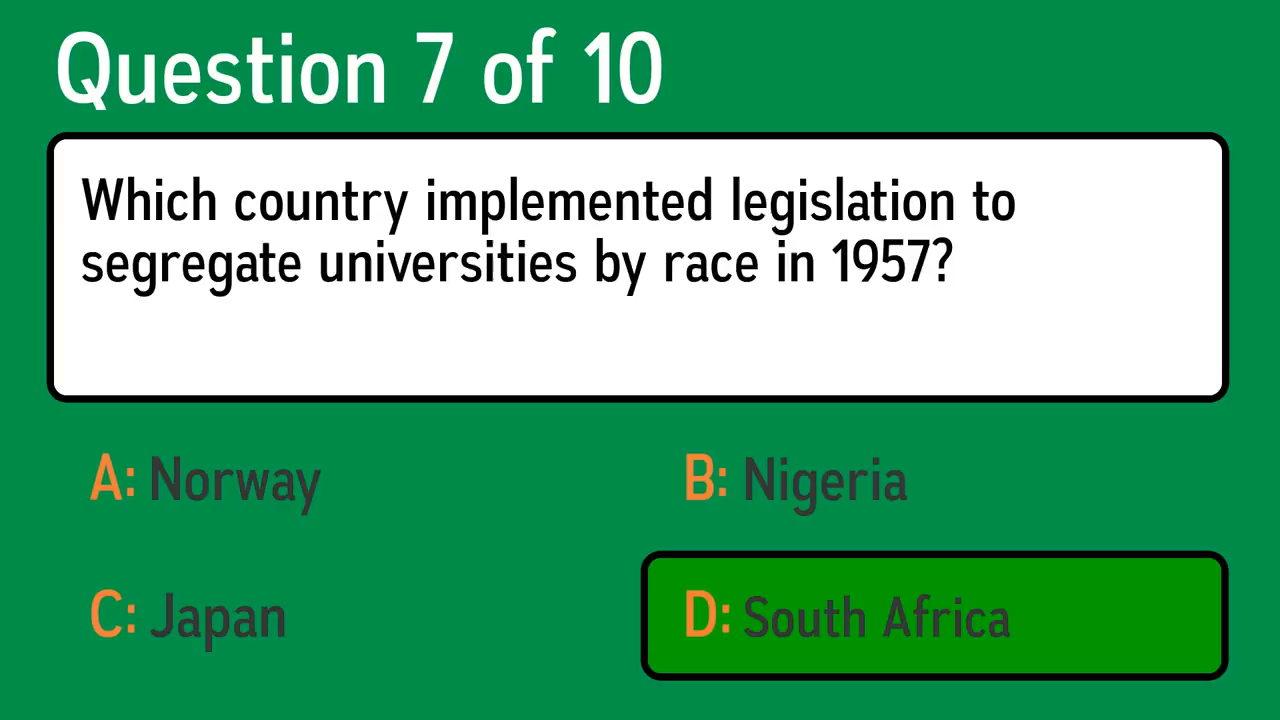 Question 7 of 10
Which country implemented legislation to
segregate universities by race in 1957?
A: Norway
B: Nigeria
C: Japan
D: South Africa